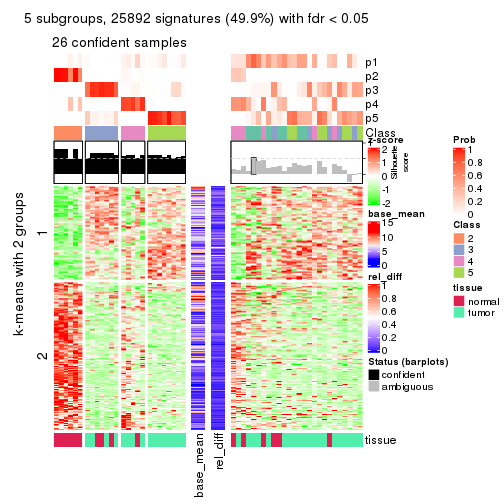 5 subgroups, 25892 signatures (49.9%) with fdr < 0.05
26 confident samples
p1
p2
p3
p4
p5
Class
Silhouette
score
k-means with 2 groups
1
2
base_mean
rel_diff
tissue
z-score
2
1
0
-1
-2
base_mean
15
10
5
0
rel_diff
1
0.8
0.6
0.4
0.2
0
Status (barplots)
confident
ambiguous
Prob
1
0.8
0.6
0.4
0.2
0
Class
2
3
4
5
tissue
normal
tumor